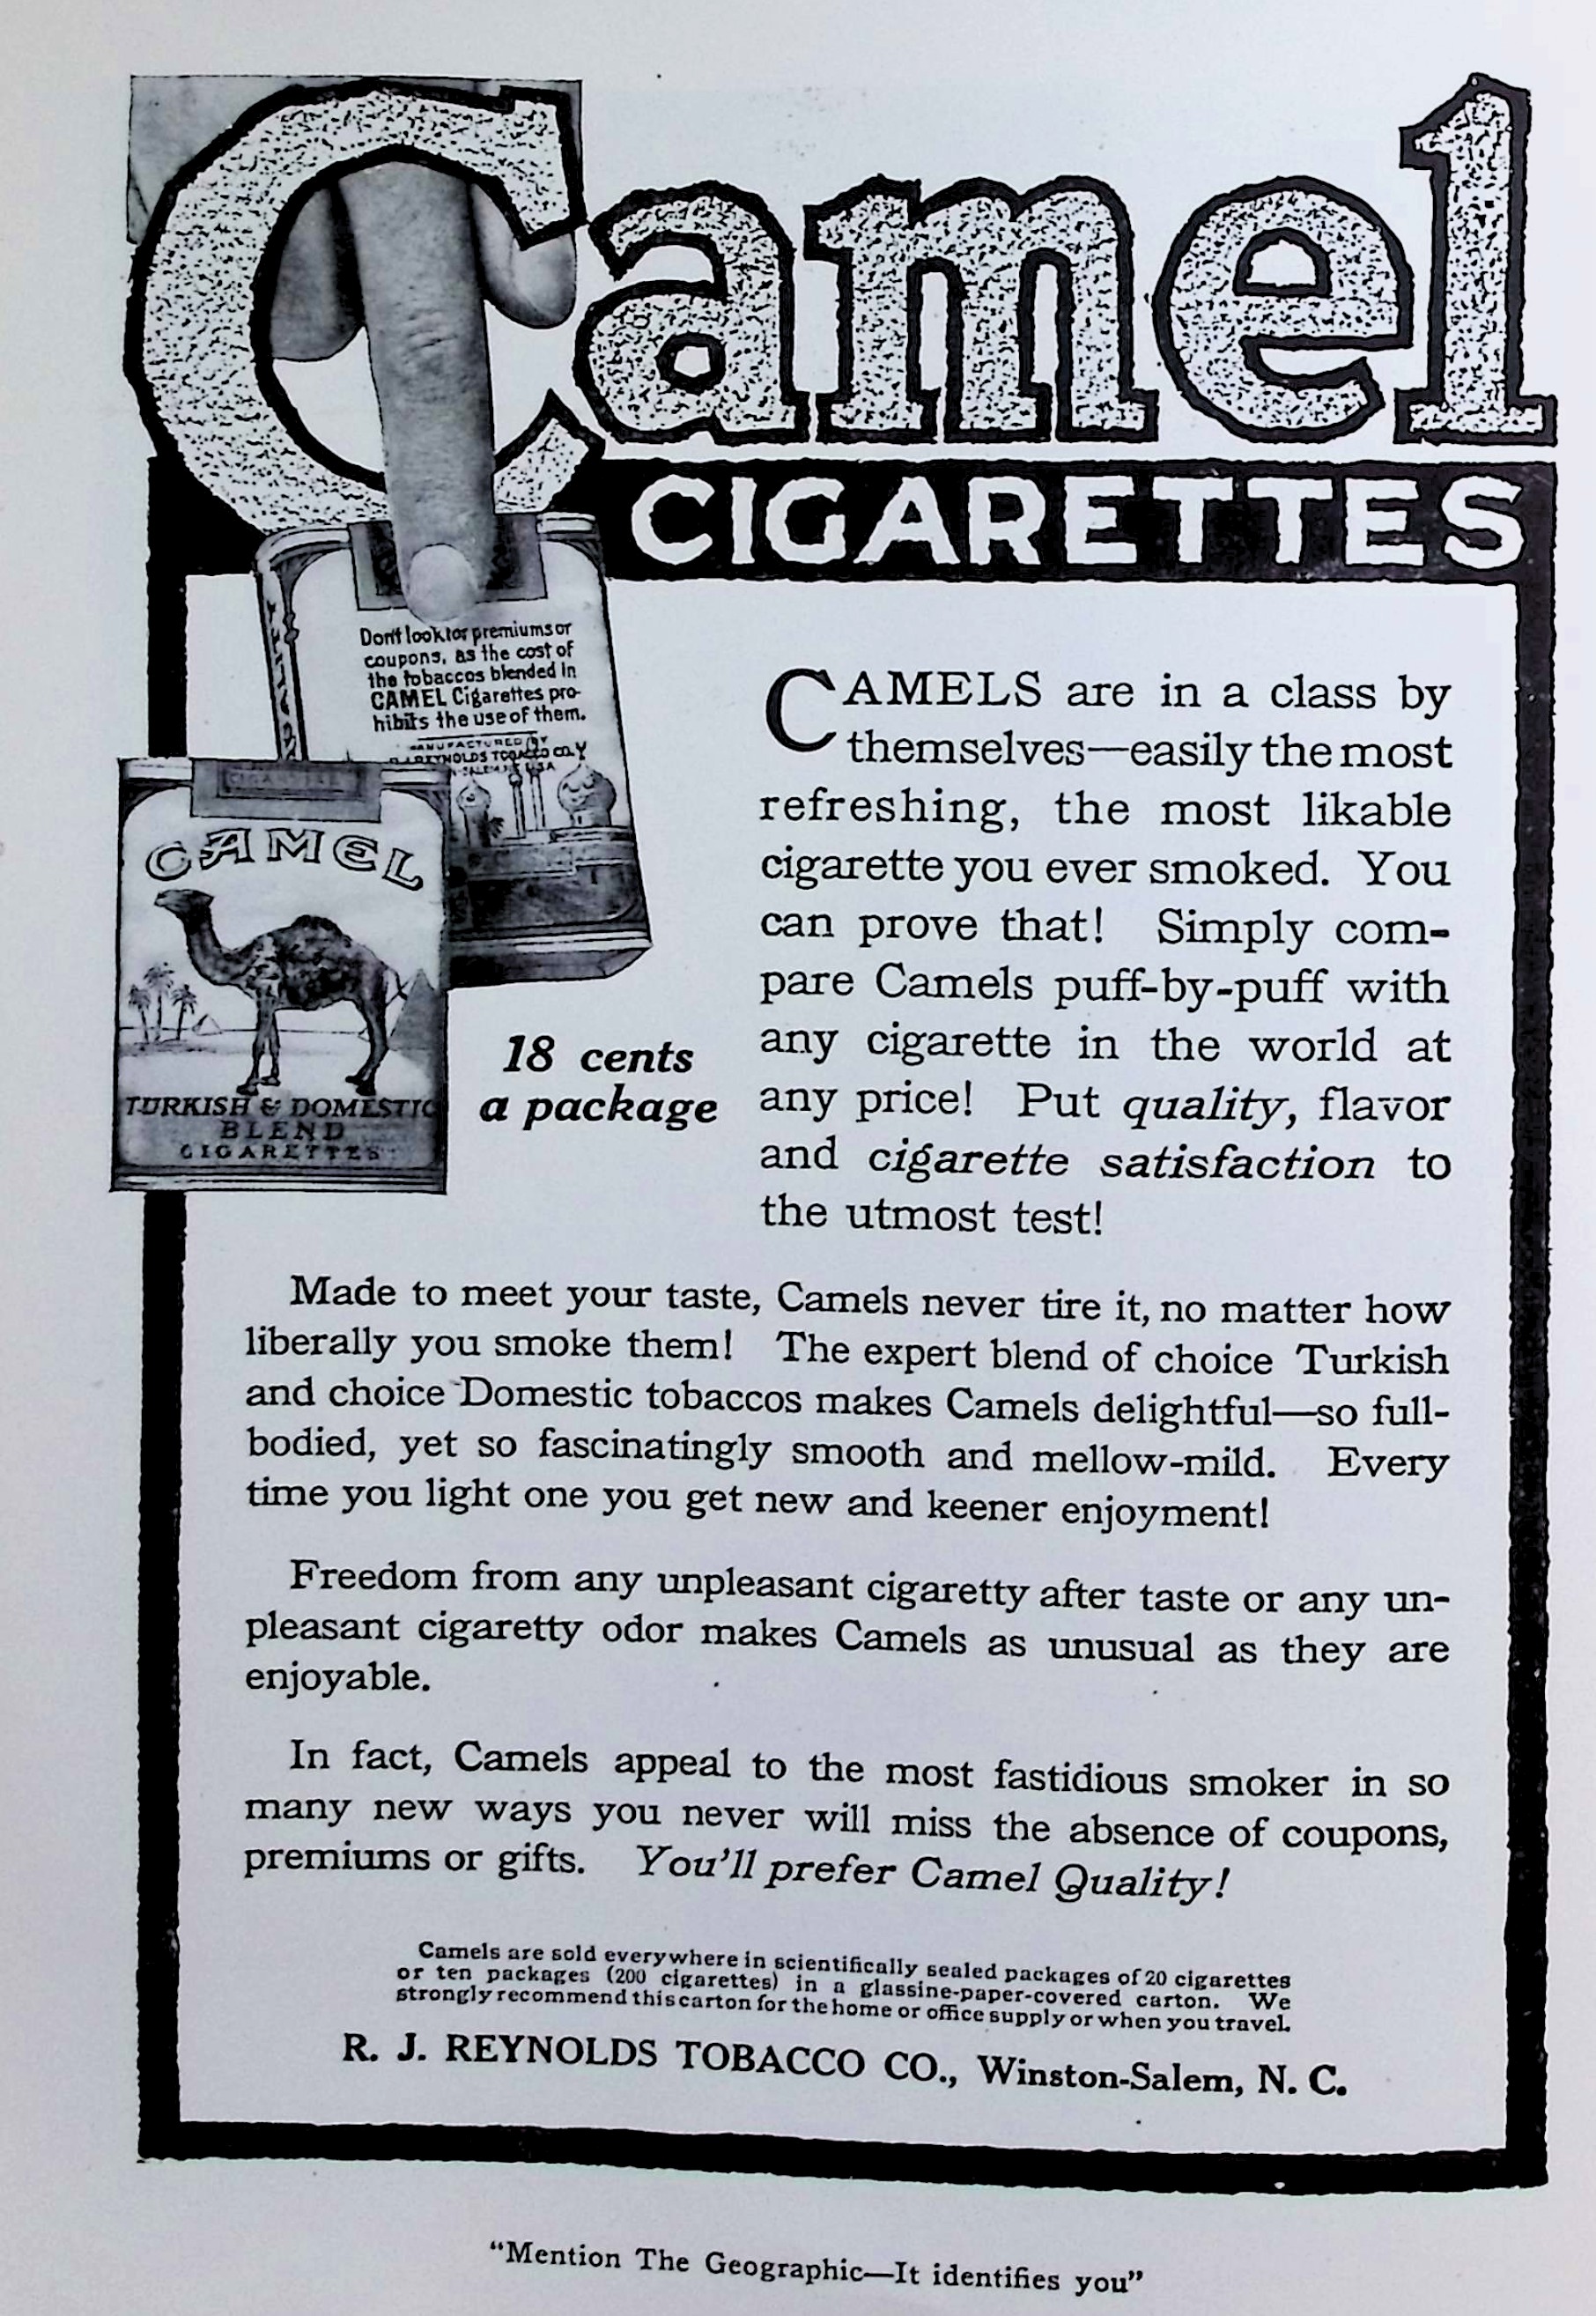 Camel
CIGARETTES
Don't look for premiums or
coupons, as the cost of
the tobaccos blended in
CAMEL Cigarettes pro-
hibits the use of them.
MANUFACTURED BY
REYNOLDS TOBACCO CO.
U.S.A
CAMEL
TURKISH & DOMESTIC
BLEND
CIGARETTES
18 cents
a package
CAMELS are in a class by
themselves—easily the most
refreshing, the most likable
cigarette you ever smoked. You
can prove that! Simply com-
pare Camels puff-by-puff with
any cigarette in the world at
any price! Put quality, flavor
and cigarette satisfaction to
the utmost test!
Made to meet your taste, Camels never tire it, no matter how
liberally you smoke them! The expert blend of choice Turkish
and choice Domestic tobaccos makes Camels delightful—so full-
bodied, yet so fascinatingly smooth and mellow-mild. Every
time you light one you get new and keener enjoyment!
Freedom from any unpleasant cigaretty after taste or any un-
pleasant cigaretty odor makes Camels as unusual as they are
enjoyable.
In fact, Camels appeal to the most fastidious smoker in so
many new ways you never will miss the absence of coupons,
premiums or gifts. You'll prefer Camel Quality!
Camels are sold everywhere in scientifically sealed packages of 20 cigarettes
or ten packages (200 cigarettes) in a glassine-paper-covered carton. We
strongly recommend this carton for the home or office supply or when you travel.
R. J. REYNOLDS TOBACCO CO., Winston-Salem, N. C.
"Mention The Geographic—It identifies you"